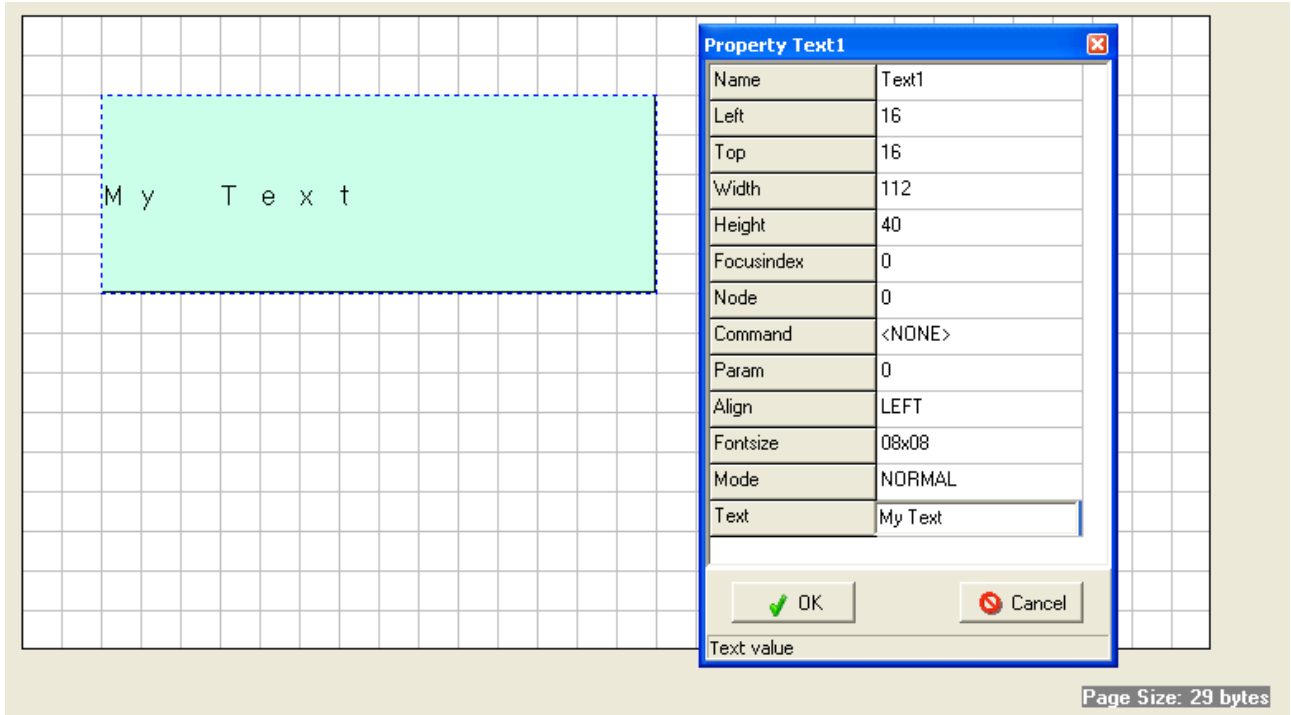 Property Text1
Name Text1
Left 16
Top 16
Width 112
Height 40
Focusindex 0
Node 0
Command <NONE>
Param 0
Align LEFT
Fontsize 08x08
Mode NORMAL
Text My Text
OK Cancel
Text value
My Text
Page Size: 29 bytes